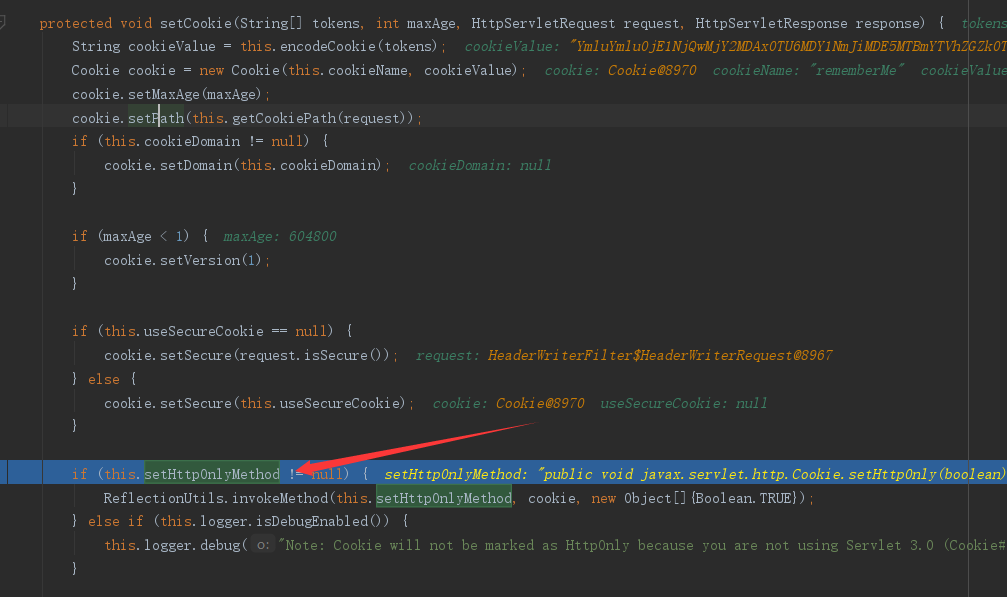 protected void setCookie(String[] tokens, int maxAge, HttpServletRequest request, HttpServletResponse response) { tokens
String cookieValue = this.encodeCookie(tokens); cookieValue: "YmluYmluOjE1NjQwMjY2MDAxOTU6MDY1NmJiMDE5MTBmYTVhZGZk0T
Cookie cookie = new Cookie(this.cookieName, cookieValue); cookie: Cookie@8970 cookieName: "rememberMe" cookieValue
cookie.setMaxAge(maxAge);
cookie.setPath(this.getCookiePath(request));
if (this.cookieDomain != null) {
cookie.setDomain(this.cookieDomain); cookieDomain: null
}
if (maxAge < 1) { maxAge: 604800
cookie.setVersion(1);
}
if (this.useSecureCookie == null) {
cookie.setSecure(request.isSecure()); request: HeaderWriterFilter$HeaderWriterRequest@8967
} else {
cookie.setSecure(this.useSecureCookie); cookie: Cookie@8970 useSecureCookie: null
}
if (this.setHttpOnlyMethod != null) { setHttpOnlyMethod: "public void javax.servlet.http.Cookie.setHttpOnly(boolean)
ReflectionUtils.invokeMethod(this.setHttpOnlyMethod, cookie, new Object[]{Boolean.TRUE});
} else if (this.logger.isDebugEnabled()) {
this.logger.debug( o: "Note: Cookie will not be marked as HttpOnly because you are not using Servlet 3.0 (Cookie#
}